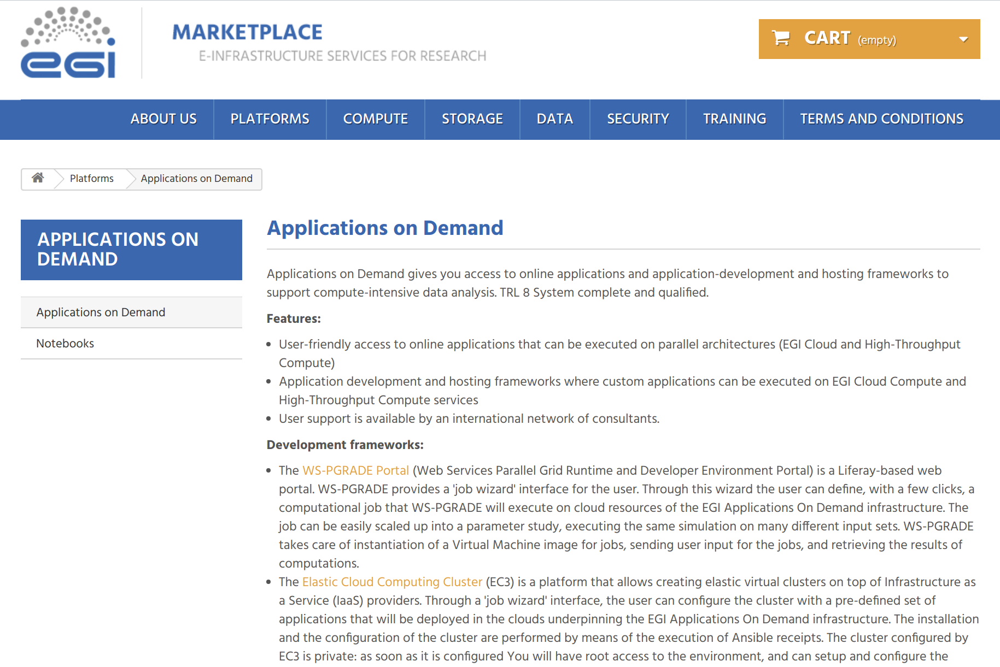 egi
MARKETPLACE
E-INFRASTRUCTURE SERVICES FOR RESEARCH
CART (empty)
ABOUT US
PLATFORMS
COMPUTE
STORAGE
DATA
SECURITY
TRAINING
TERMS AND CONDITIONS
Platforms
Applications on Demand
APPLICATIONS ON
DEMAND
Applications on Demand
Notebooks
Applications on Demand
Applications on Demand gives you access to online applications and application-development and hosting frameworks to
support compute-intensive data analysis. TRL 8 System complete and qualified.
Features:
User-friendly access to online applications that can be executed on parallel architectures (EGI Cloud and High-Throughput
Compute)
Application development and hosting frameworks where custom applications can be executed on EGI Cloud Compute and
High-Throughput Compute services
User support is available by an international network of consultants.
Development frameworks:
The WS-PGRADE Portal (Web Services Parallel Grid Runtime and Developer Environment Portal) is a Liferay-based web
portal. WS-PGRADE provides a 'job wizard' interface for the user. Through this wizard the user can define, with a few clicks, a
computational job that WS-PGRADE will execute on cloud resources of the EGI Applications On Demand infrastructure. The
job can be easily scaled up into a parameter study, executing the same simulation on many different input sets. WS-PGRADE
takes care of instantiation of a Virtual Machine image for jobs, sending user input for the jobs, and retrieving the results of
computations.
The Elastic Cloud Computing Cluster (EC3) is a platform that allows creating elastic virtual clusters on top of Infrastructure as
a Service (IaaS) providers. Through a 'job wizard' interface, the user can configure the cluster with a pre-defined set of
applications that will be deployed in the clouds underpinning the EGI Applications On Demand infrastructure. The installation
and the configuration of the cluster are performed by means of the execution of Ansible receipts. The cluster configured by
EC3 is private: as soon as it is configured You will have root access to the environment, and can setup and configure the